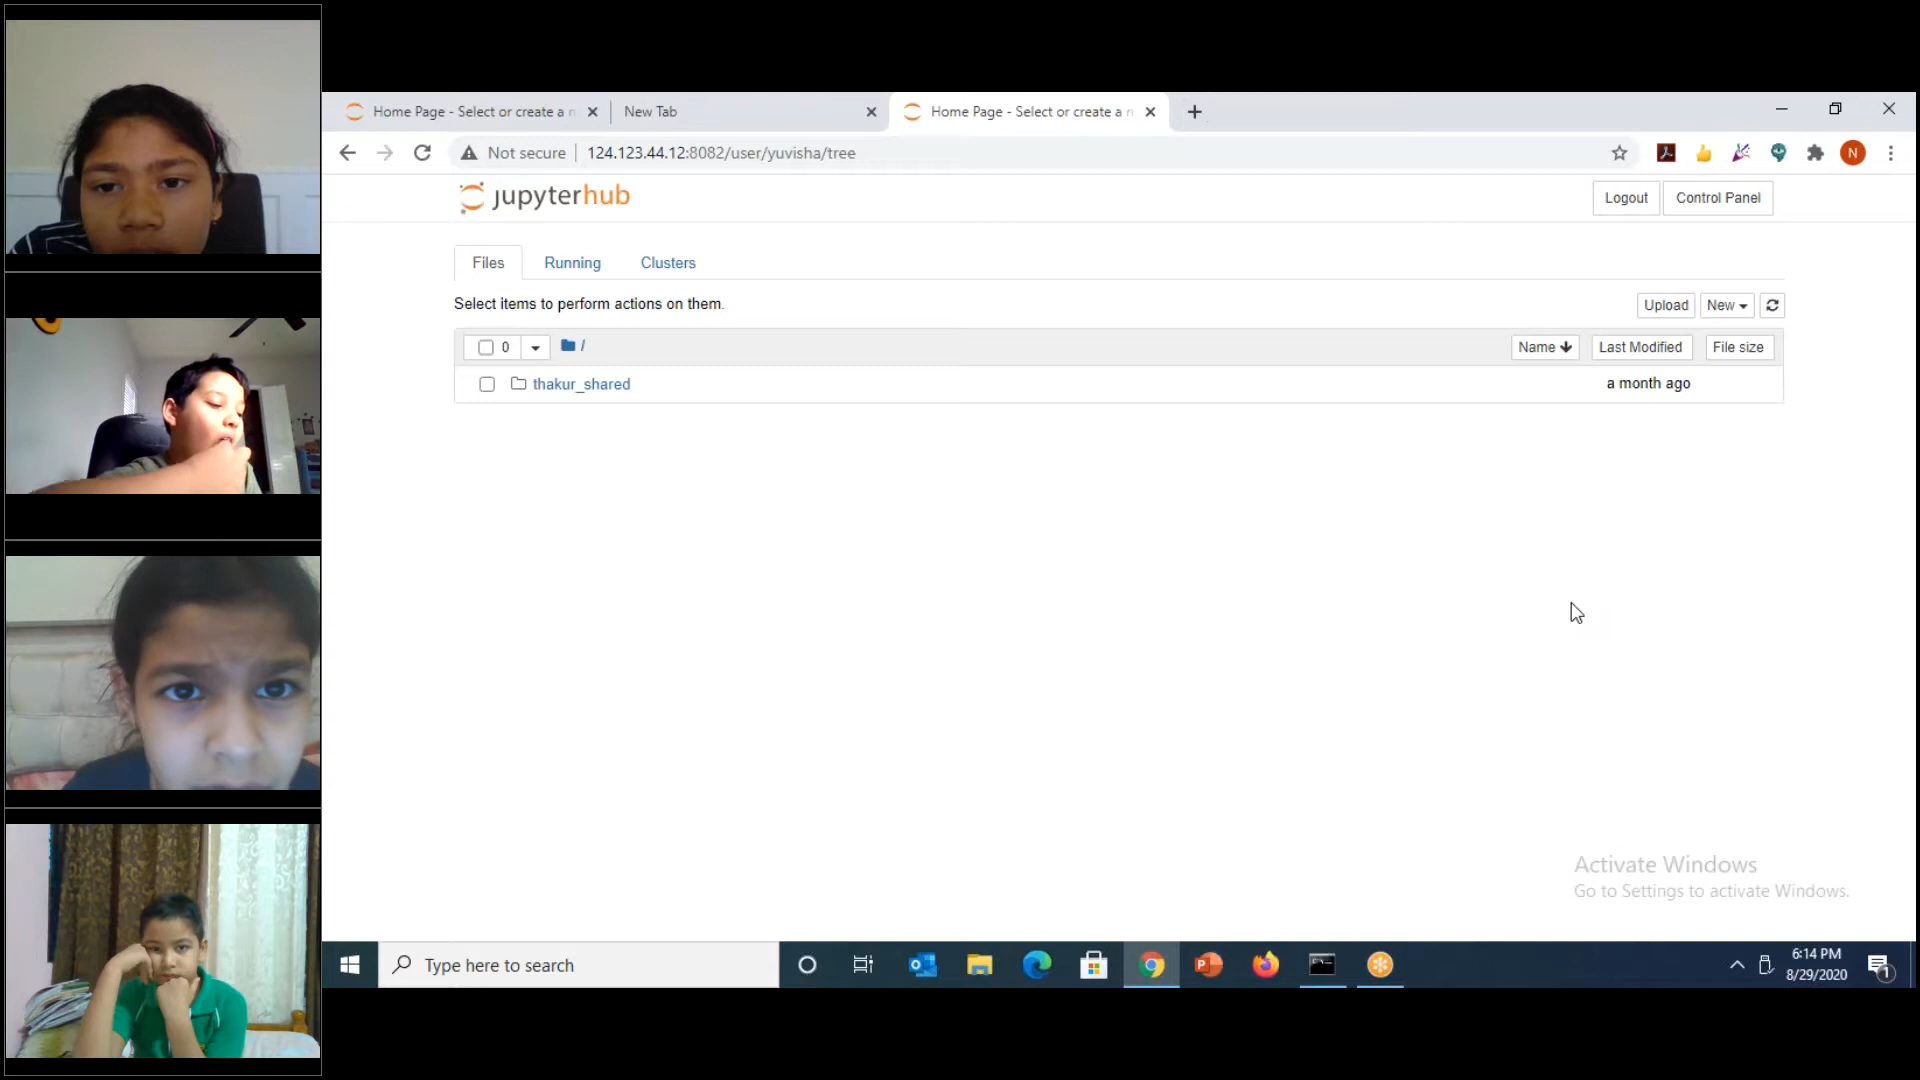 Home Page - Select or create a n
New Tab
Home Page - Select or create a n
Not secure
124.123.44.12:8082/user/yuvisha/tree
N
jupyterhub
Logout
Control Panel
Files
Running
Clusters
Select items to perform actions on them.
Upload
New
0
/
Name
Last Modified
File size
thakur_shared
a month ago
Activate Windows
Go to Settings to activate Windows.
Type here to search
6:14 PM
8/29/2020
1